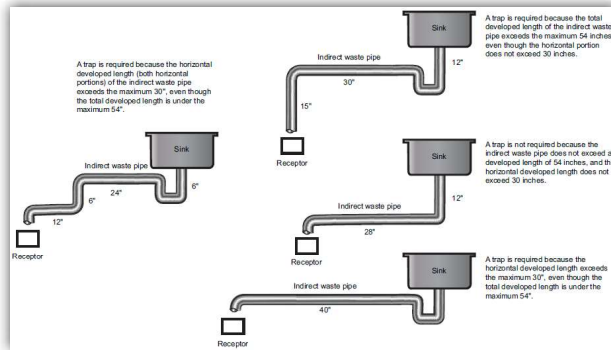 A trap is required because the total
developed length of the indirect waste
pipe exceeds the maximum 54 inches
even though the horizontal portion
does not exceed 30 inches.
Sink
Indirect waste pipe
12"
30"
15"
Receptor
A trap is required because the horizontal
developed length (both horizontal
portions) of the indirect waste pipe
exceeds the maximum 30", even though
the total developed length is under the
maximum 54".
Sink
Indirect waste pipe
24"
6"
6"
12"
Receptor
A trap is not required because the
indirect waste pipe does not exceed a
developed length of 54 inches, and the
horizontal developed length does not
exceed 30 inches.
Sink
12"
Indirect waste pipe
28"
Receptor
A trap is required because the
horizontal developed length exceeds
the maximum 30", even though the
total developed length is under the
maximum 54".
Sink
Indirect waste pipe
40"
Receptor